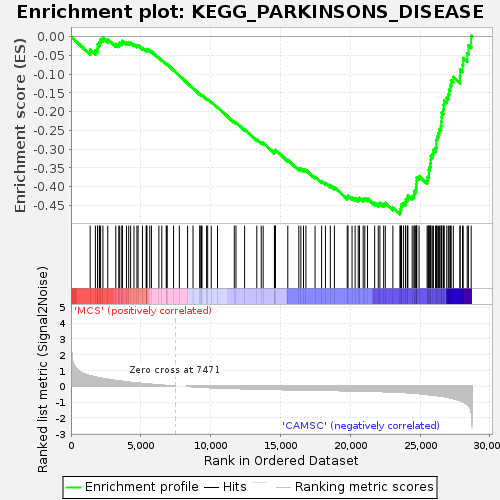 Enrichment plot: KEGG_PARKINSONS_DISEASE
Enrichment score (ES)
0.00
-0.05
-0.10
-0.15
-0.20
-0.25
-0.30
-0.35
-0.40
-0.45
Ranked list metric (Signal2Noise)
'MCS' (positively correlated)
5
4
3
2
1
0
-1
-2
-3
Zero cross at 7471
'CAMSC' (negatively correlated)
0
5,000
10,000
15,000
20,000
25,000
30,000
Rank in Ordered Dataset
Enrichment profile
Hits
Ranking metric scores